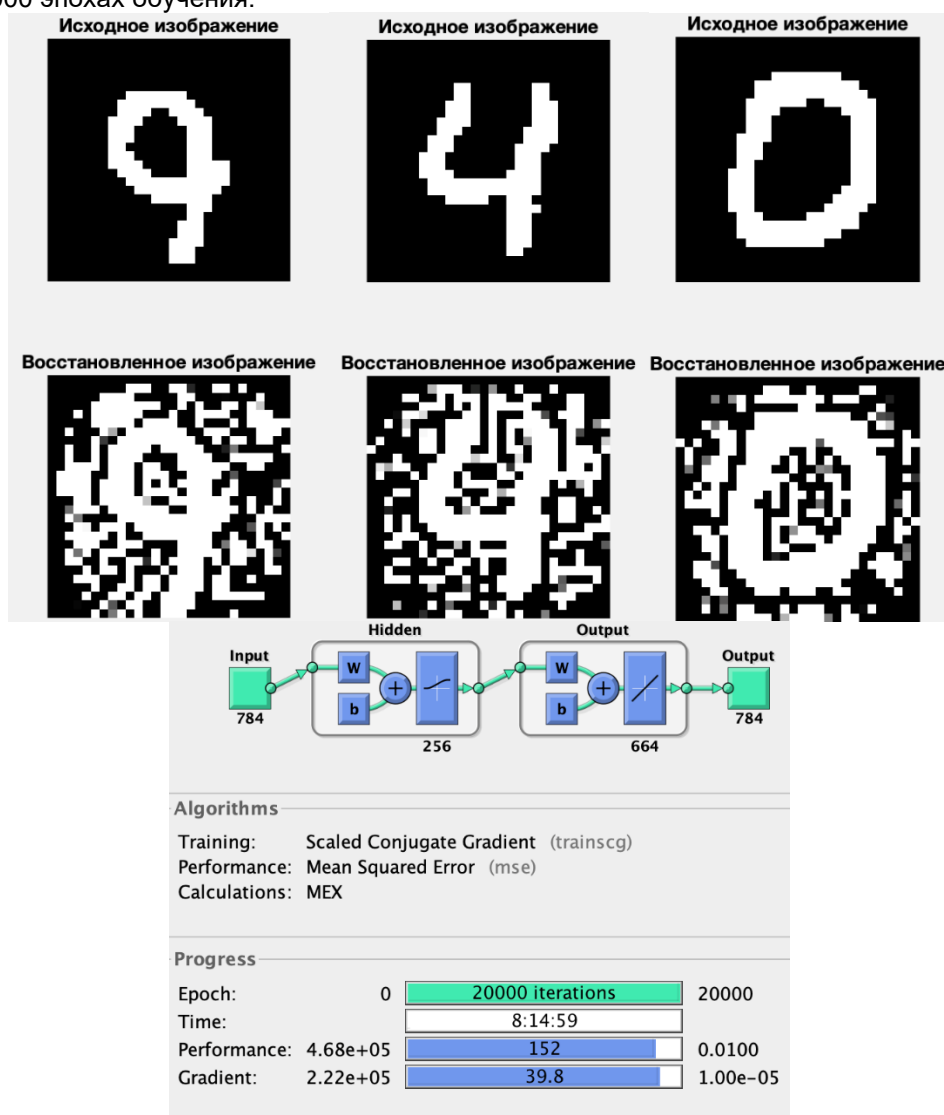 000 эпохах обучения.
Исходное изображение Исходное изображение Исходное изображение
Восстановленное изображение Восстановленное изображение Восстановленное изображение
Hidden Output
Input Output
W W
b b
784 784
256 664
Algorithms
Training: Scaled Conjugate Gradient (trainscg)
Performance: Mean Squared Error (mse)
Calculations: MEX
Progress
Epoch: 0 20000 iterations 20000
Time: 8:14:59
Performance: 4.68e+05 152 0.0100
Gradient: 2.22e+05 39.8 1.00e-05